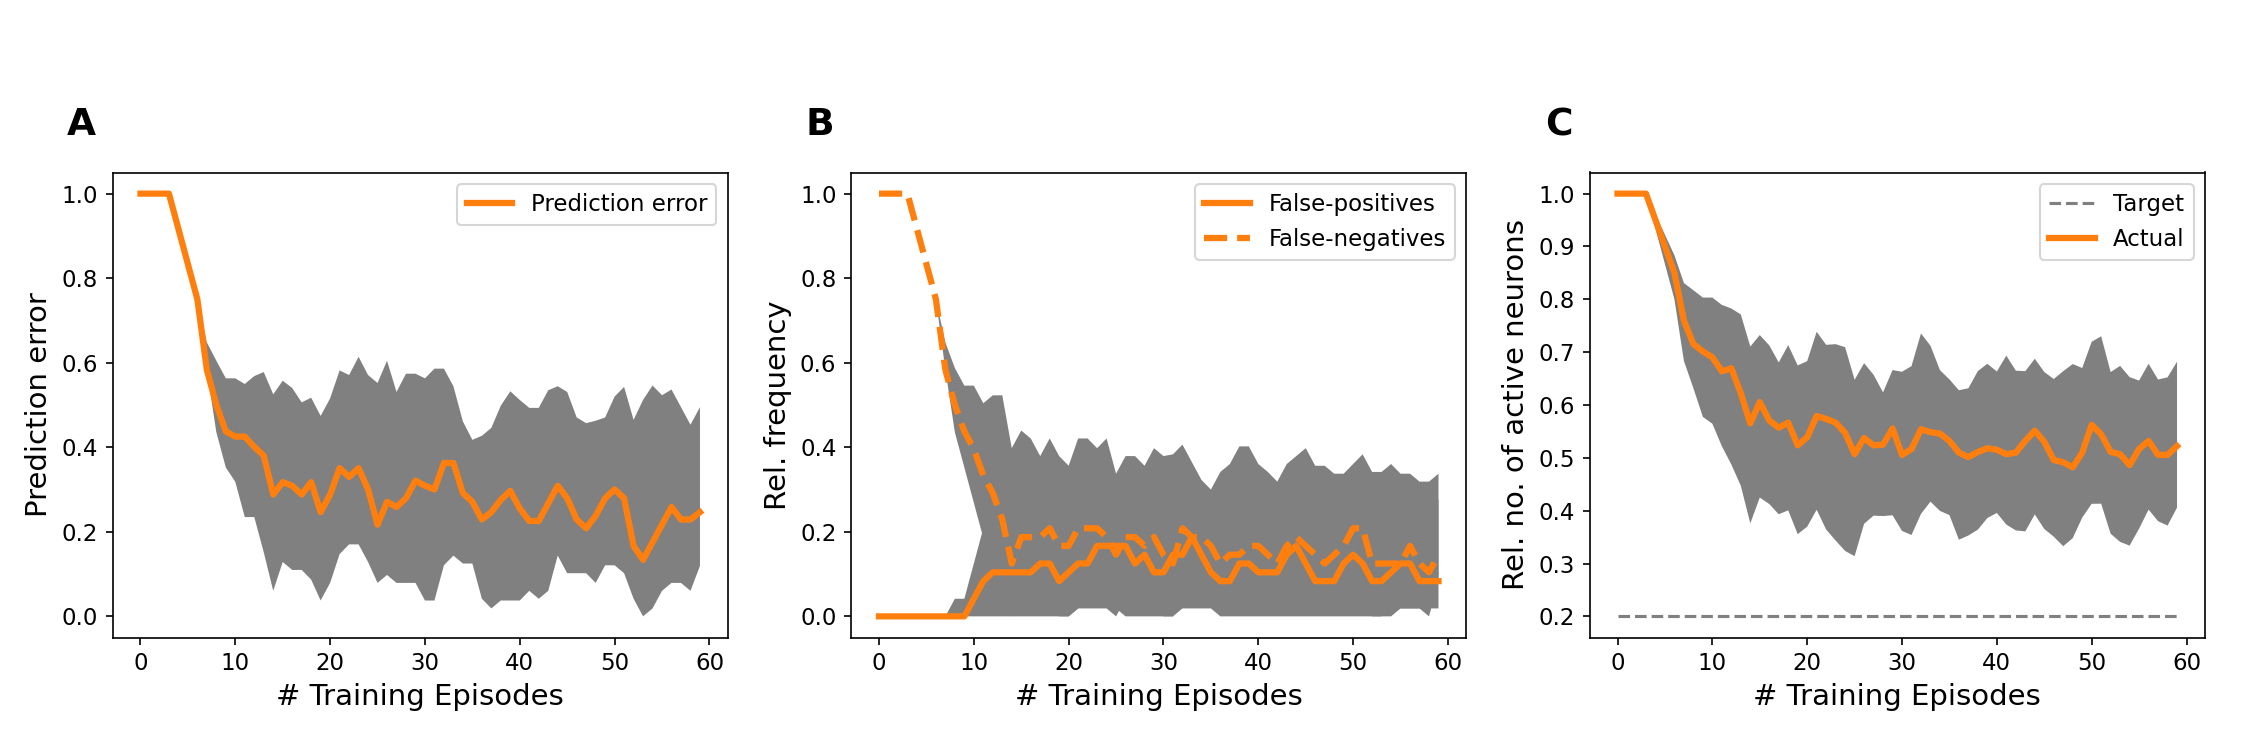 A
B
C
Prediction error
1.0
0.8
0.6
0.4
0.2
0.0
0 10 20 30 40 50 60
# Training Episodes
Prediction error
Rel. frequency
1.0
0.8
0.6
0.4
0.2
0.0
0 10 20 30 40 50 60
# Training Episodes
False-positives
False-negatives
Rel. no. of active neurons
1.0
0.9
0.8
0.7
0.6
0.5
0.4
0.3
0.2
0 10 20 30 40 50 60
# Training Episodes
Target
Actual